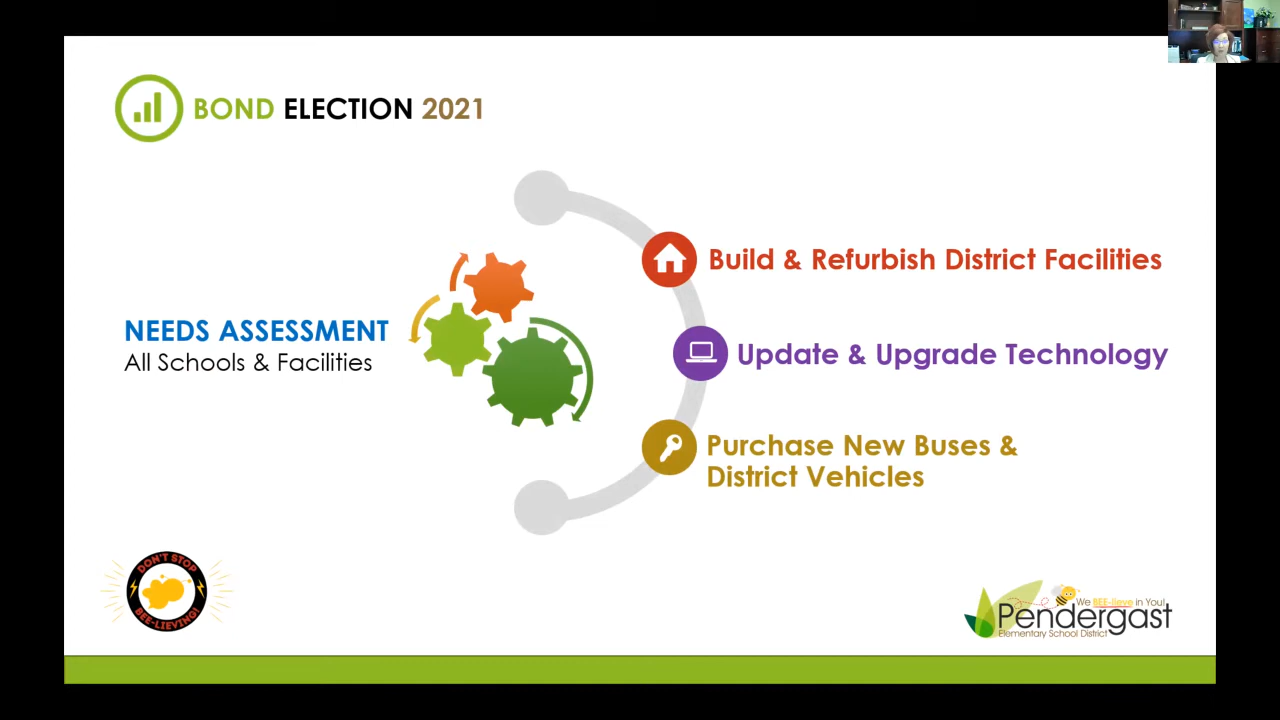 BOND ELECTION 2021
NEEDS ASSESSMENT
All Schools & Facilities
Build & Refurbish District Facilities
Update & Upgrade Technology
Purchase New Buses &
District Vehicles
DON'T STOP
BEE-LIEVING!
We BEE-lieve in You!
Pendergast
Elementary School District